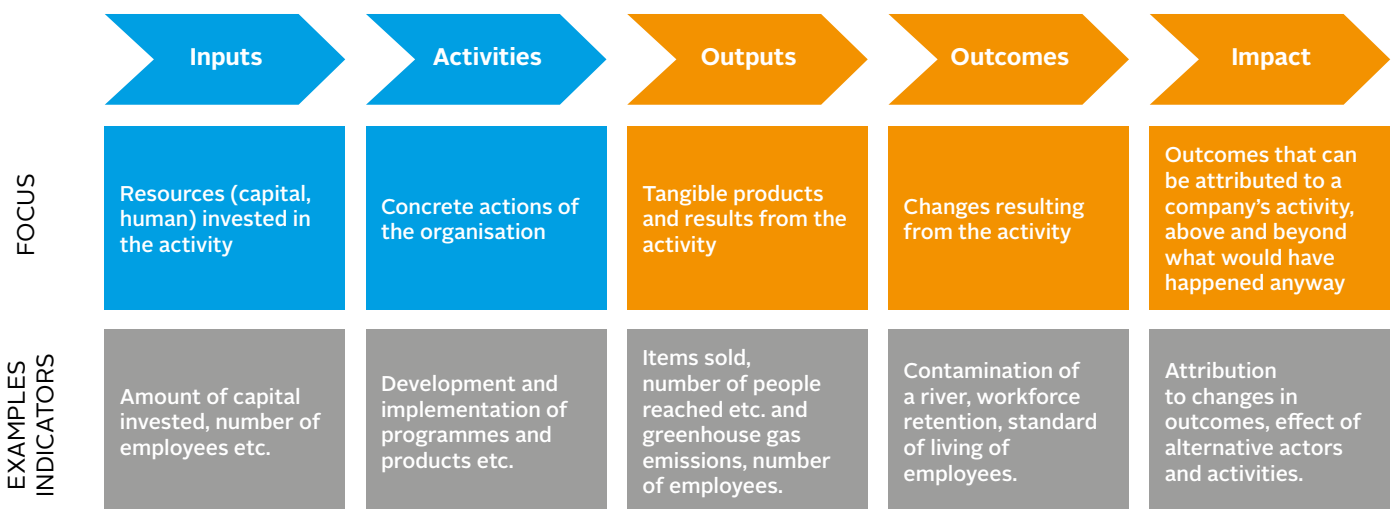 Inputs
Activities
Outputs
Outcomes
Impact
FOCUS
Resources (capital,
human) invested in
the activity
Concrete actions of
the organisation
Tangible products
and results from the
activity
Changes resulting
from the activity
Outcomes that can
be attributed to a
company's activity,
above and beyond
what would have
happened anyway
EXAMPLES
INDICATORS
Amount of capital
invested, number of
employees etc.
Development and
implementation of
programmes and
products etc.
Items sold,
number of people
reached etc. and
greenhouse gas
emissions, number
of employees.
Contamination of
a river, workforce
retention, standard
of living of
employees.
Attribution
to changes in
outcomes, effect of
alternative actors
and activities.